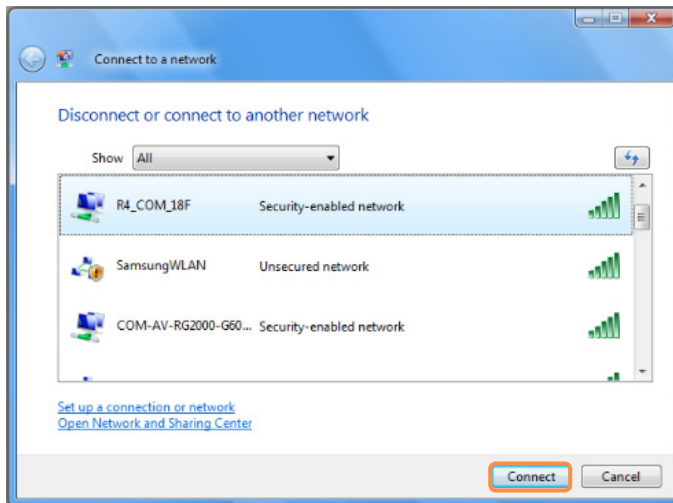 Connect to a network
Disconnect or connect to another network
Show All
R4_COM_18F Security-enabled network
SamsungWLAN Unsecured network
COM-AV-RG2000-G60... Security-enabled network
Set up a connection or network
Open Network and Sharing Center
Connect Cancel